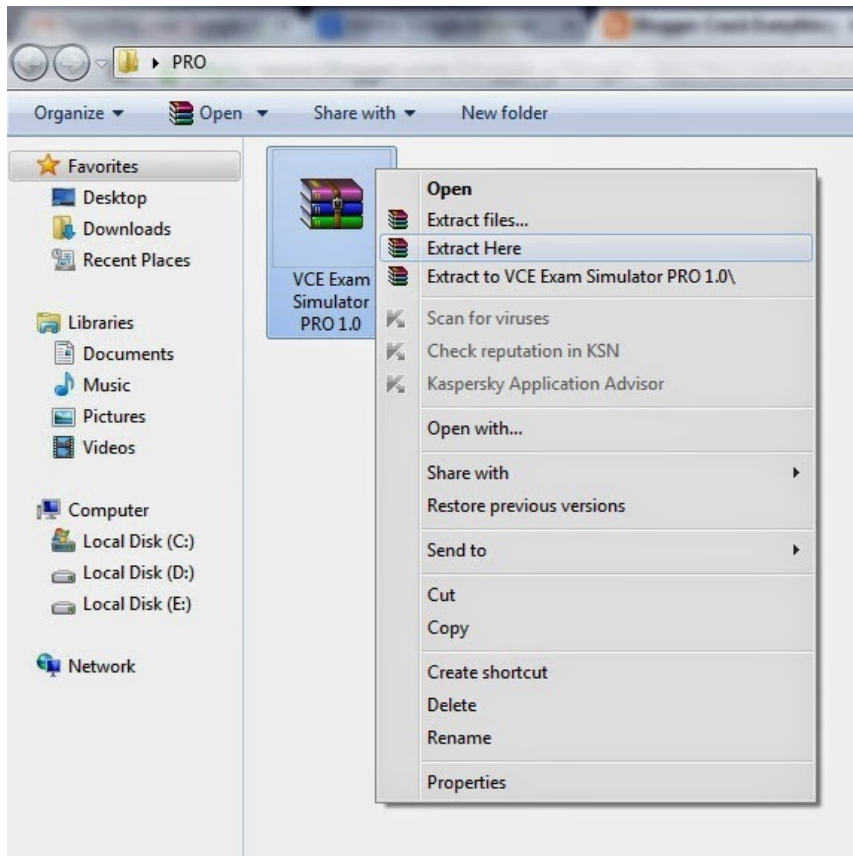 PRO
Organize
Open
Share with
New folder
Favorites
Desktop
Downloads
Recent Places
Libraries
Documents
Music
Pictures
Videos
Computer
Local Disk (C:)
Local Disk (D:)
Local Disk (E:)
Network
VCE Exam
Simulator
PRO 1.0
Open
Extract files...
Extract Here
Extract to VCE Exam Simulator PRO 1.0\
Scan for viruses
Check reputation in KSN
Kaspersky Application Advisor
Open with...
Share with
Restore previous versions
Send to
Cut
Copy
Create shortcut
Delete
Rename
Properties